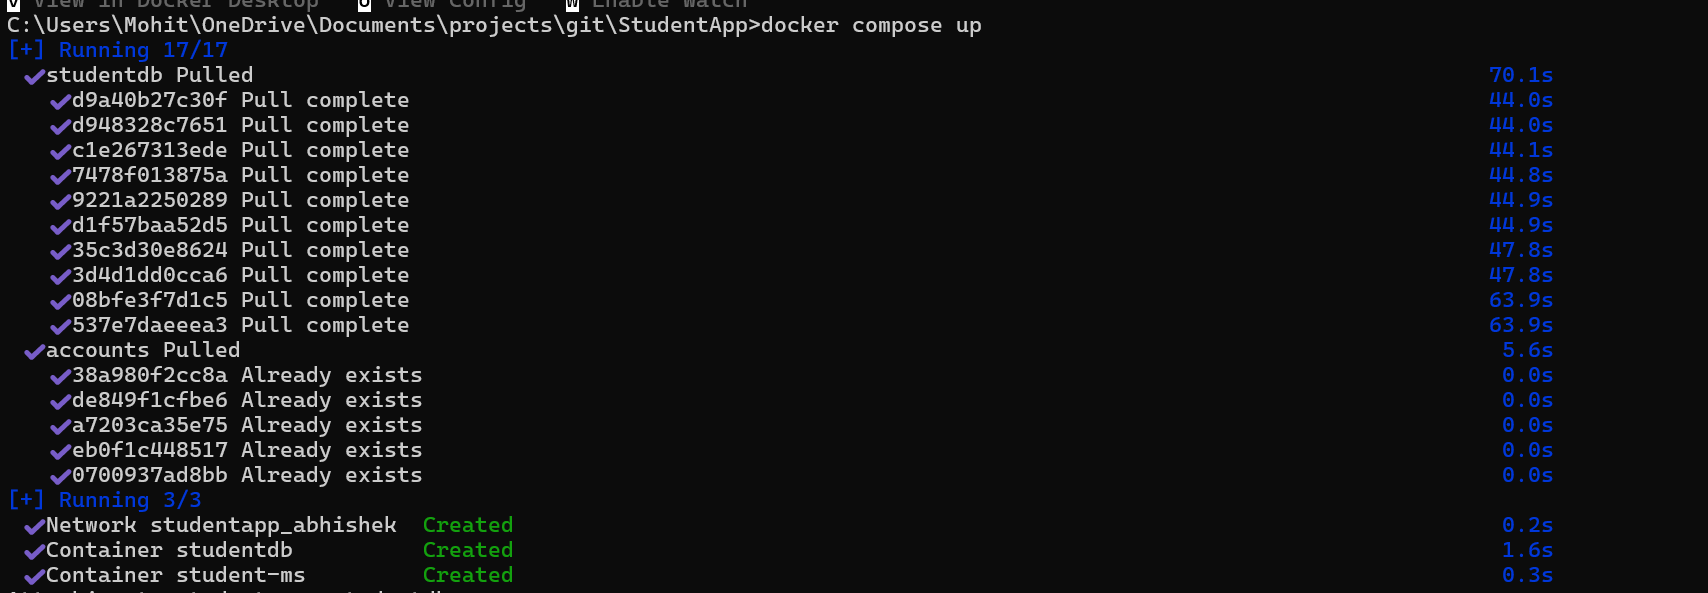 v View in Docker Desktop o View Config w Enable Watch
C:\Users\Mohit\OneDrive\Documents\projects\git\StudentApp>docker compose up
[+] Running 17/17
studentdb Pulled 70.1s
d9a40b27c30f Pull complete 44.0s
d948328c7651 Pull complete 44.0s
c1e267313ede Pull complete 44.1s
7478f013875a Pull complete 44.8s
9221a2250289 Pull complete 44.9s
d1f57baa52d5 Pull complete 44.9s
35c3d30e8624 Pull complete 47.8s
3d4d1dd0cca6 Pull complete 47.8s
08bfe3f7d1c5 Pull complete 63.9s
537e7daeeea3 Pull complete 63.9s
accounts Pulled 5.6s
38a980f2cc8a Already exists 0.0s
de849f1cfbe6 Already exists 0.0s
a7203ca35e75 Already exists 0.0s
eb0f1c448517 Already exists 0.0s
0700937ad8bb Already exists 0.0s
[+] Running 3/3
Network studentapp_abhishek Created 0.2s
Container studentdb Created 1.6s
Container student-ms Created 0.3s